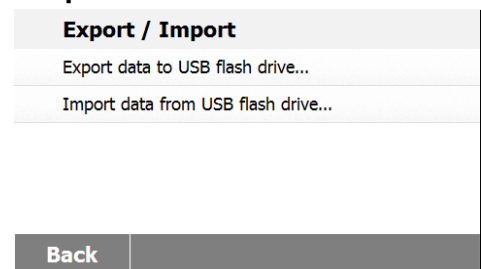 Export / Import
Export data to USB flash drive...
Import data from USB flash drive...
Back